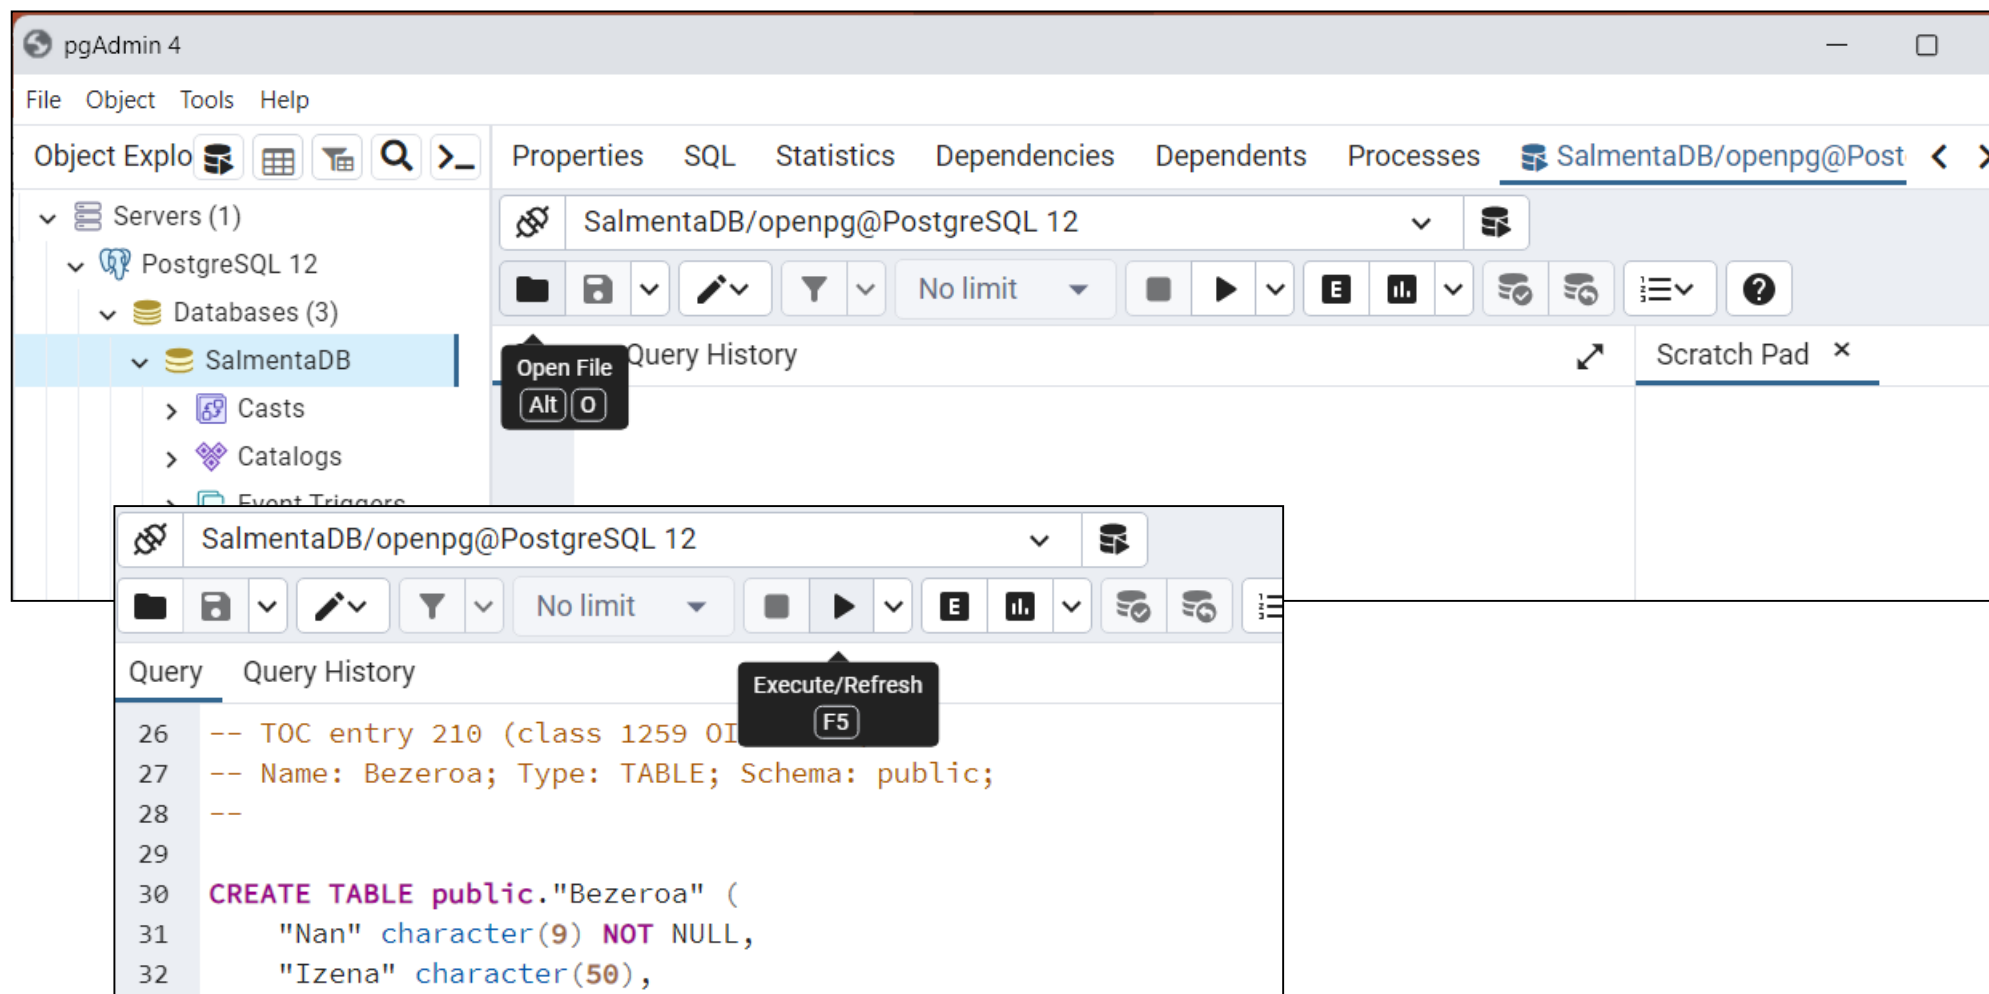 pgAdmin 4
File Object Tools Help
Object Explo
Properties SQL Statistics Dependencies Dependents Processes SalmentaDB/openpg@Post
Servers (1)
SalmentaDB/openpg@PostgreSQL 12
PostgreSQL 12
No limit E
Databases (3)
SalmentaDB
Query History Scratch Pad ×
Open File
Alt O
Casts
Catalogs
Event Triggers
SalmentaDB/openpg@PostgreSQL 12
No limit E
Query Query History
Execute/Refresh
F5
26 -- TOC entry 210 (class 1259 OI
27 -- Name: Bezeroa; Type: TABLE; Schema: public;
28 --
29
30 CREATE TABLE public."Bezeroa" (
31 "Nan" character(9) NOT NULL,
32 "Izena" character(50),